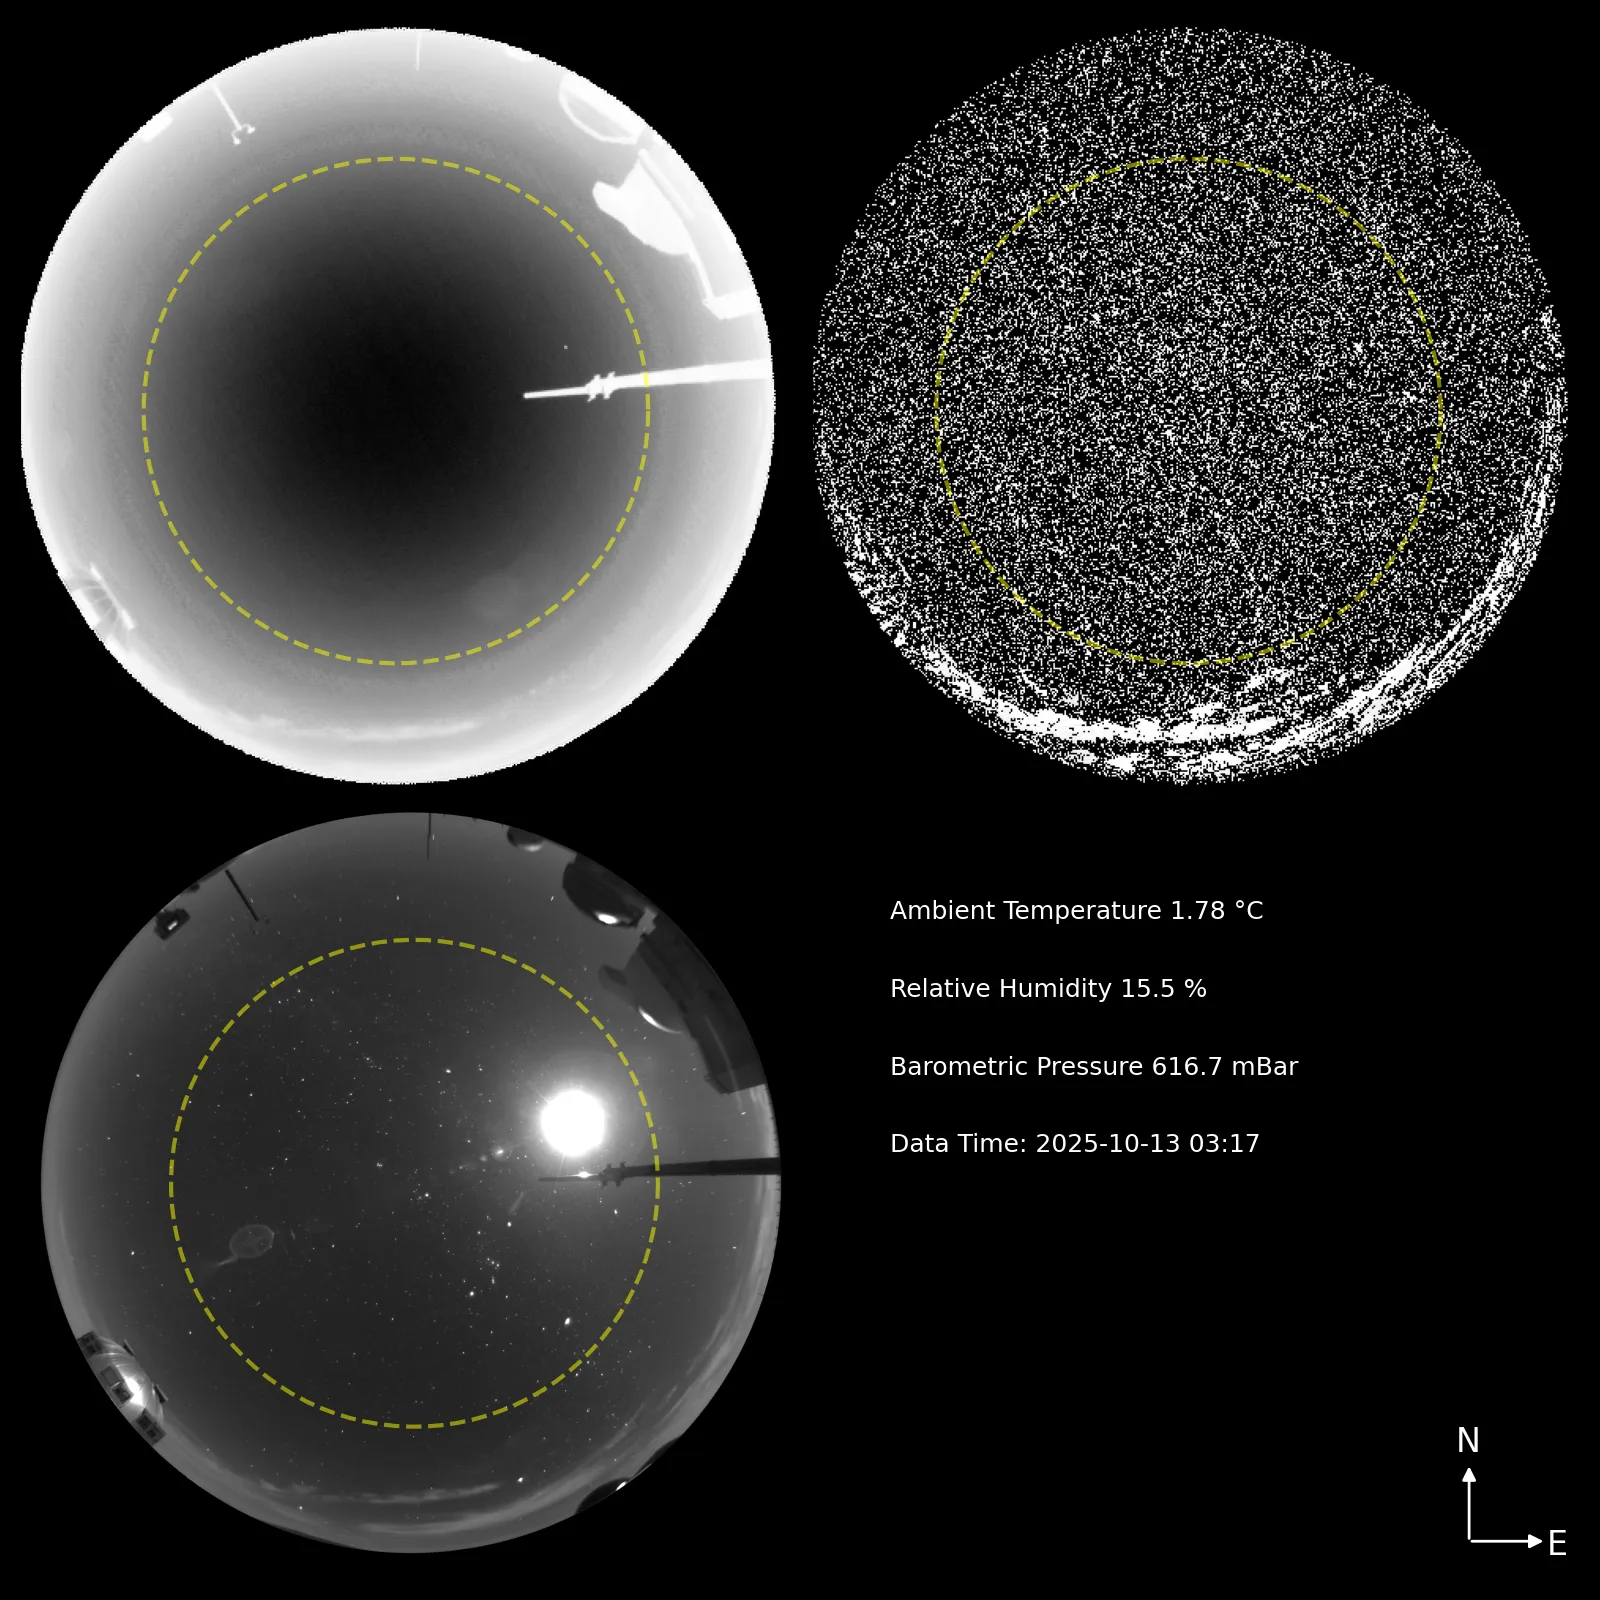 Ambient Temperature 1.78 °C
Relative Humidity 15.5 %
Barometric Pressure 616.7 mBar
Data Time: 2025-10-13 03:17
N
E